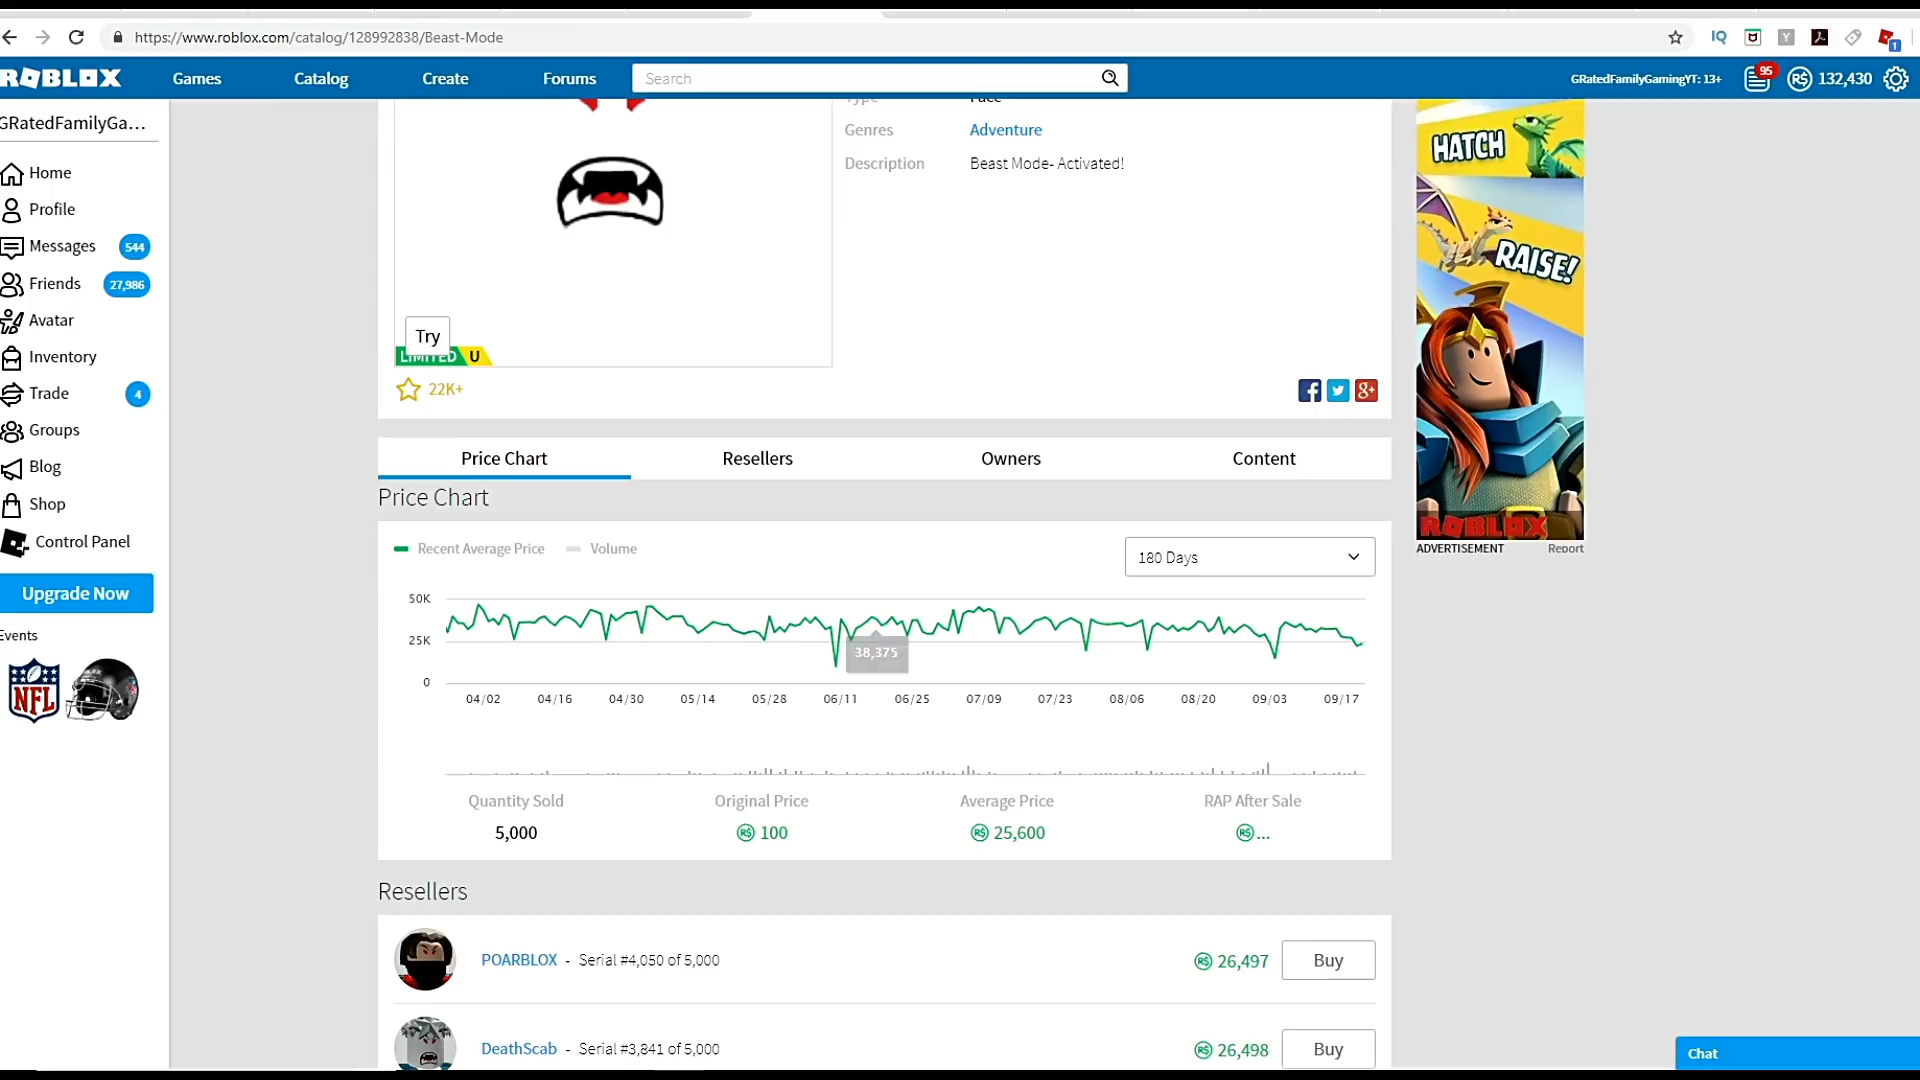 https://www.roblox.com/catalog/128992838/Beast-Mode
IQ
Y
1
ROBLOX
Games
Catalog
Create
Forums
Search
GRatedFamilyGamingYT: 13+
95
R$ 132,430
GRatedFamilyGa...
Home
Profile
Messages 544
Friends 27,986
Avatar
Inventory
Trade 4
Groups
Blog
Shop
Control Panel
Upgrade Now
Events
NFL
Type Face
Genres Adventure
Description Beast Mode- Activated!
Try
LIMITED U
22K+
Price Chart
Resellers
Owners
Content
Price Chart
Recent Average Price
Volume
180 Days
50K
25K
0
38,375
04/02 04/16 04/30 05/14 05/28 06/11 06/25 07/09 07/23 08/06 08/20 09/03 09/17
Quantity Sold
Original Price
Average Price
RAP After Sale
5,000
R$ 100
R$ 25,600
R$ ...
Resellers
POARBLOX - Serial #4,050 of 5,000
R$ 26,497
Buy
DeathScab - Serial #3,841 of 5,000
R$ 26,498
Buy
HATCH
RAISE!
ROBLOX
ADVERTISEMENT
Report
Chat